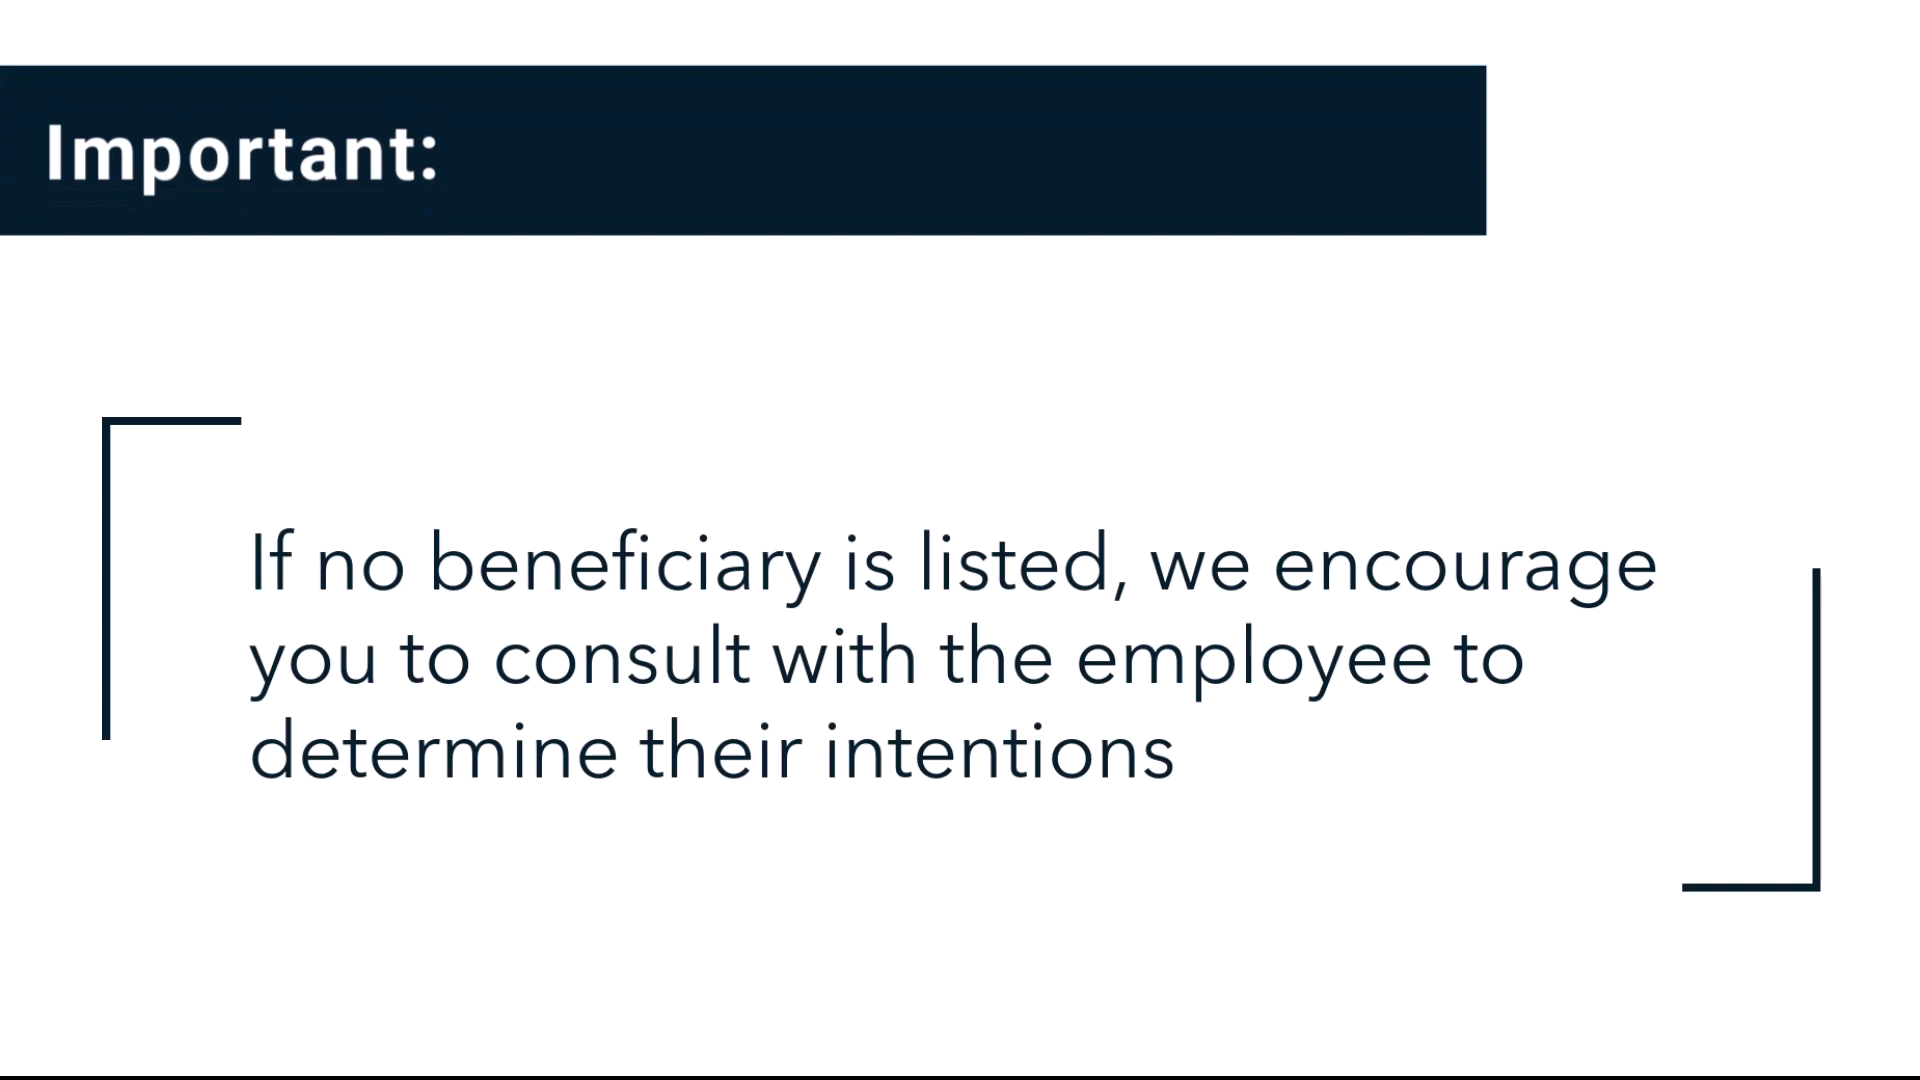 Important:
If no beneficiary is listed, we encourage
you to consult with the employee to
determine their intentions